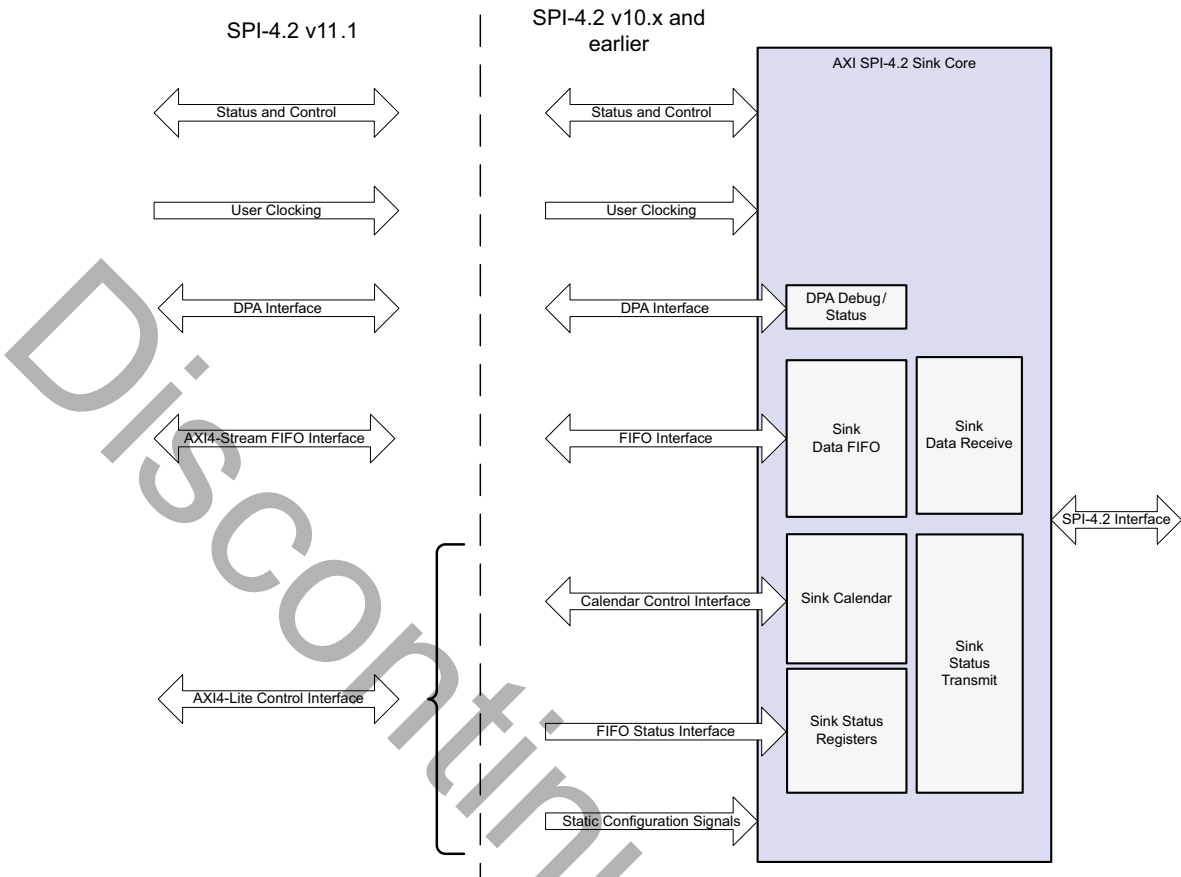 SPI-4.2 v11.1
SPI-4.2 v10.x and
earlier
AXI SPI-4.2 Sink Core
Status and Control
Status and Control
User Clocking
User Clocking
DPA Interface
DPA Interface
DPA Debug/
Status
AXI4-Stream FIFO Interface
FIFO Interface
Sink
Data FIFO
Sink
Data Receive
SPI-4.2 Interface
Calendar Control Interface
Sink Calendar
Sink
Status
Transmit
AXI4-Lite Control Interface
FIFO Status Interface
Sink Status
Registers
Static Configuration Signals
Discontinu